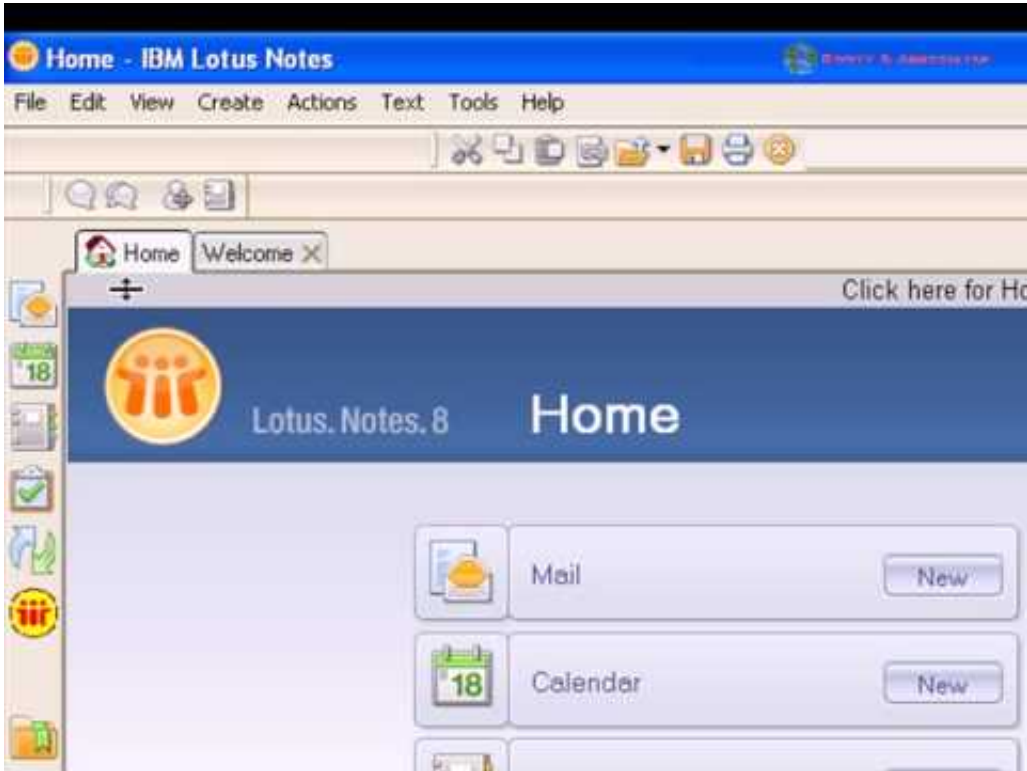 Home - IBM Lotus Notes
File Edit View Create Actions Text Tools Help
Home Welcome
Click here for Ho
18
Lotus.Notes.8 Home
Mail New
18 Calendar New